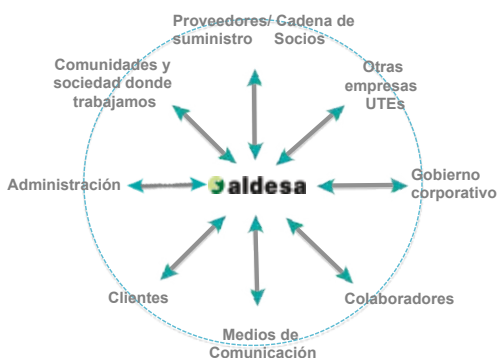 Proveedores/ Cadena de
suministro Socios
Comunidades y
sociedad donde
trabajamos
Otras
empresas
UTEs
Administración
aldesa
Gobierno
corporativo
Clientes
Colaboradores
Medios de
Comunicación